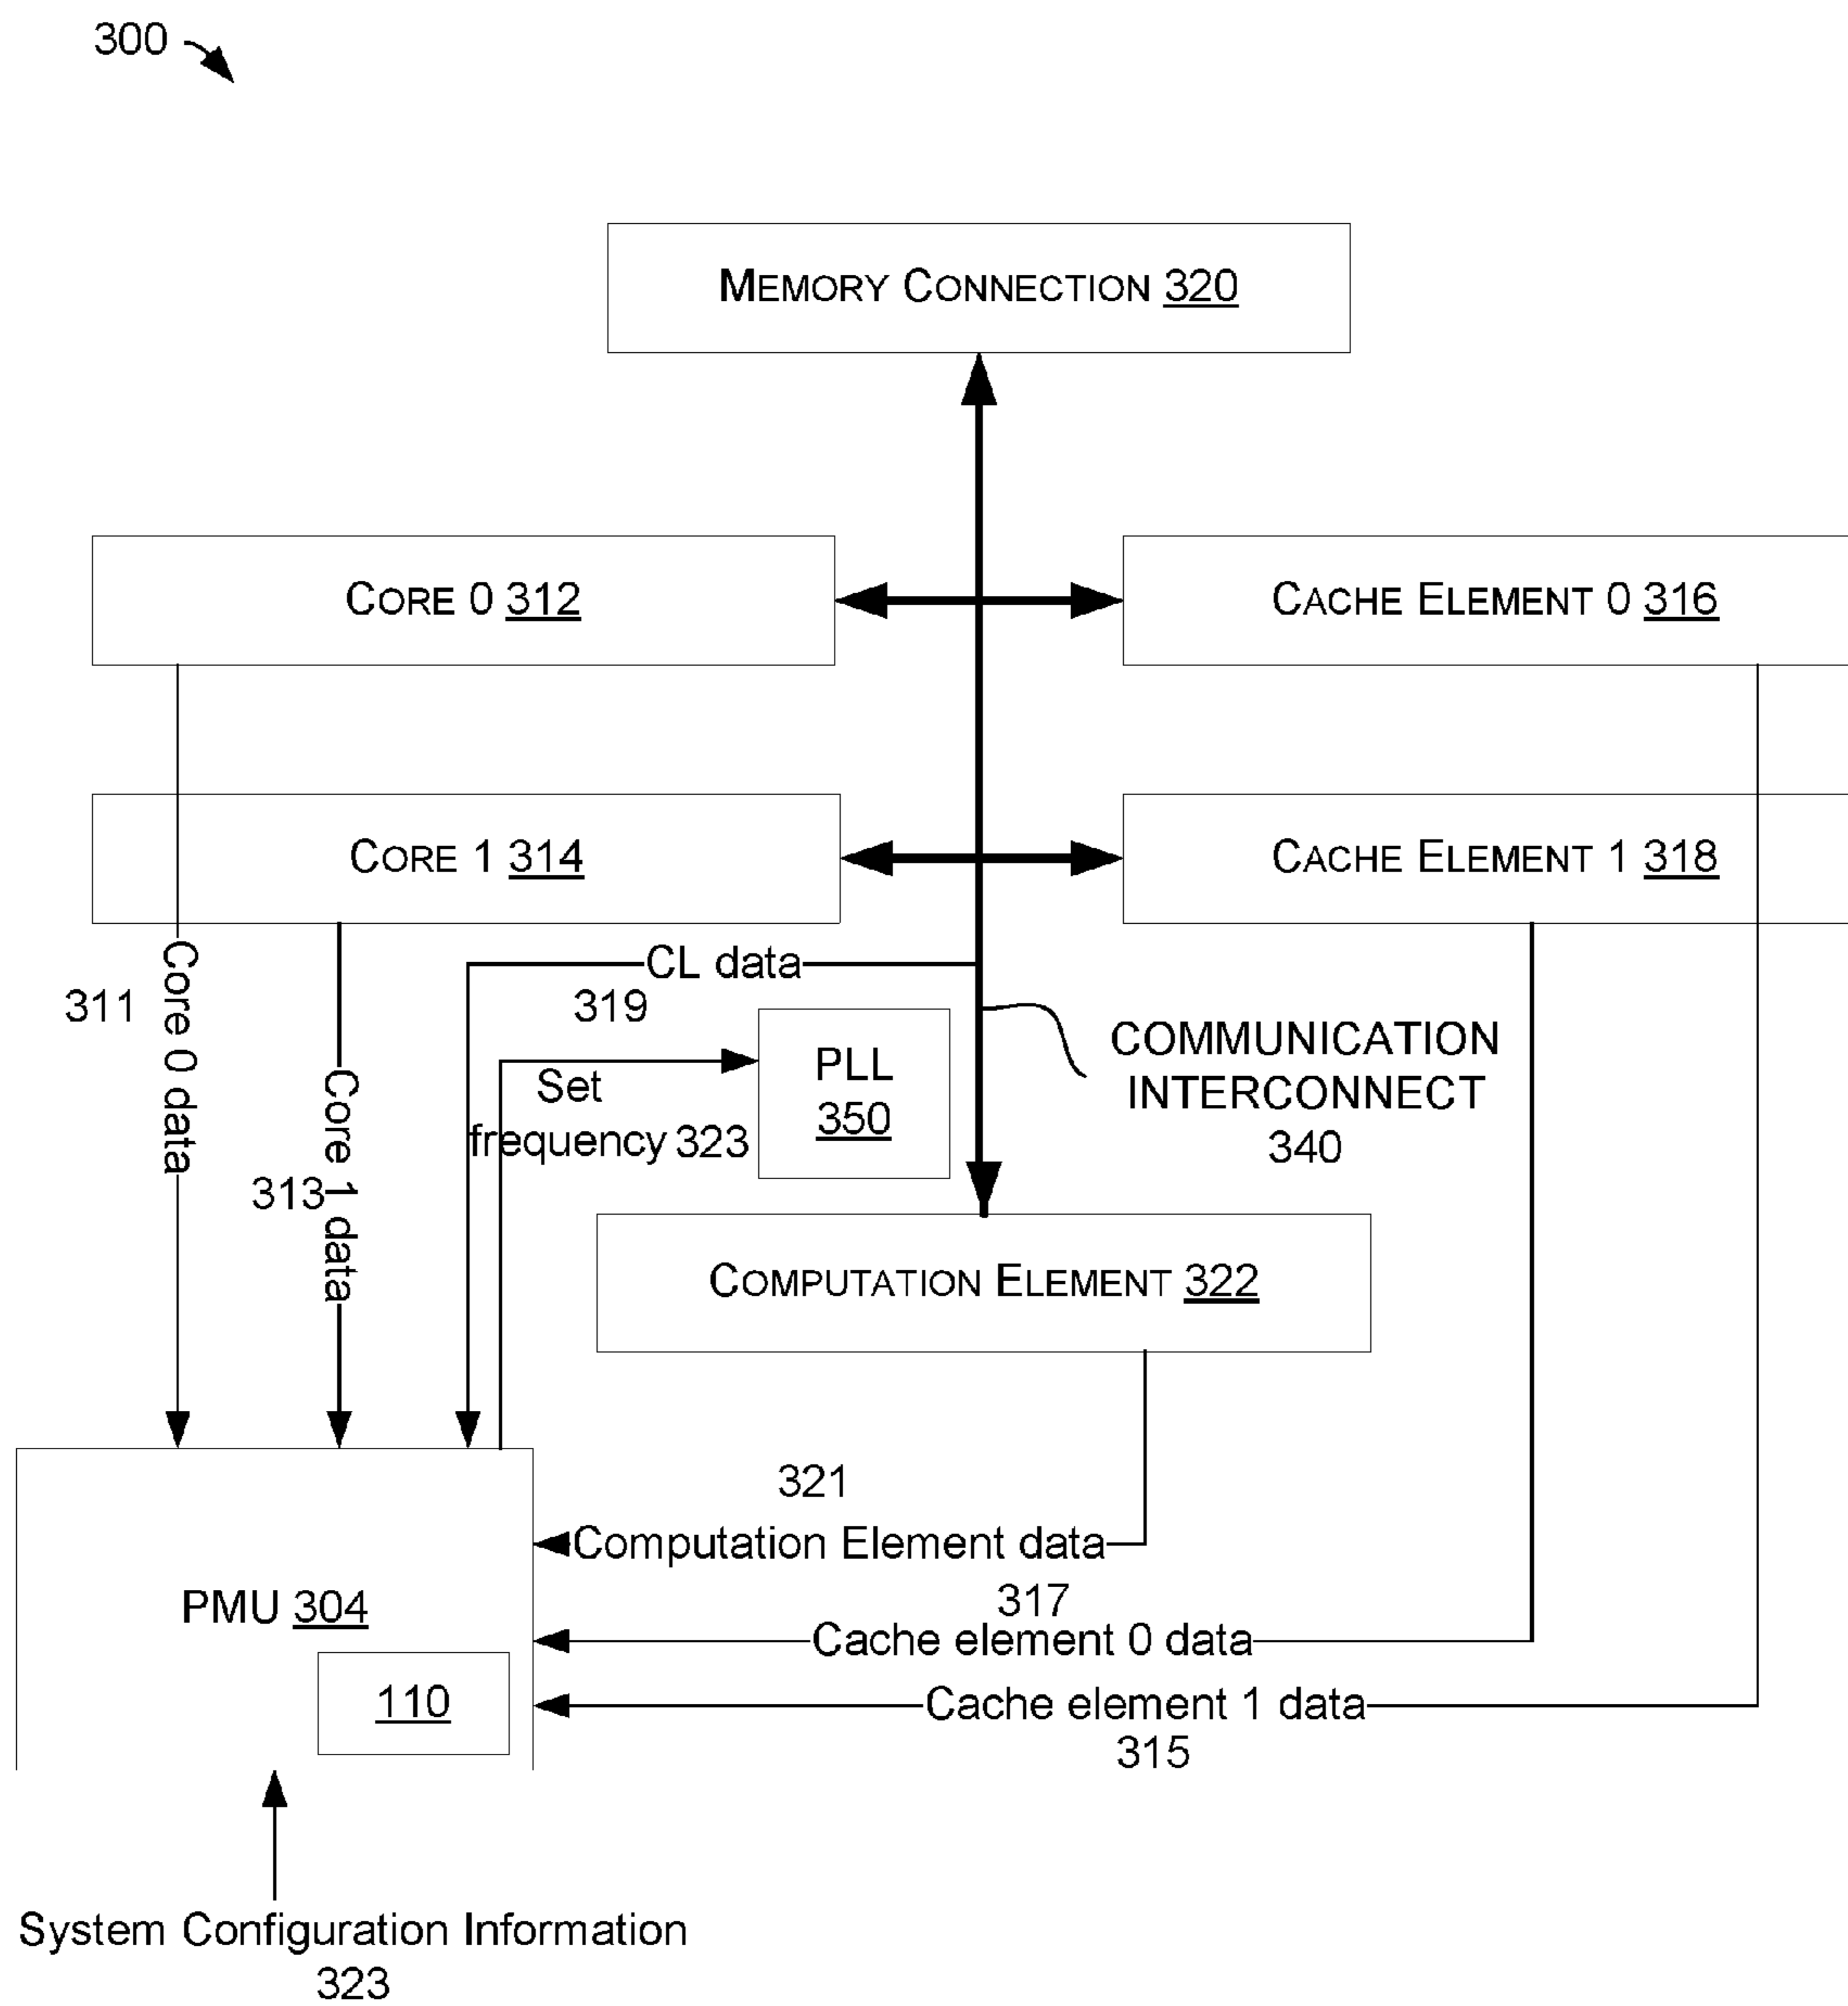 300
MEMORY CONNECTION 320
CORE 0 312
CACHE ELEMENT 0 316
CORE 1 314
CACHE ELEMENT 1 318
CL data
319
311
Core 0 data
313
Core 1 data
Set
frequency 323
PLL
350
COMMUNICATION
INTERCONNECT
340
COMPUTATION ELEMENT 322
321
Computation Element data
317
Cache element 0 data
Cache element 1 data
315
PMU 304
110
System Configuration Information
323